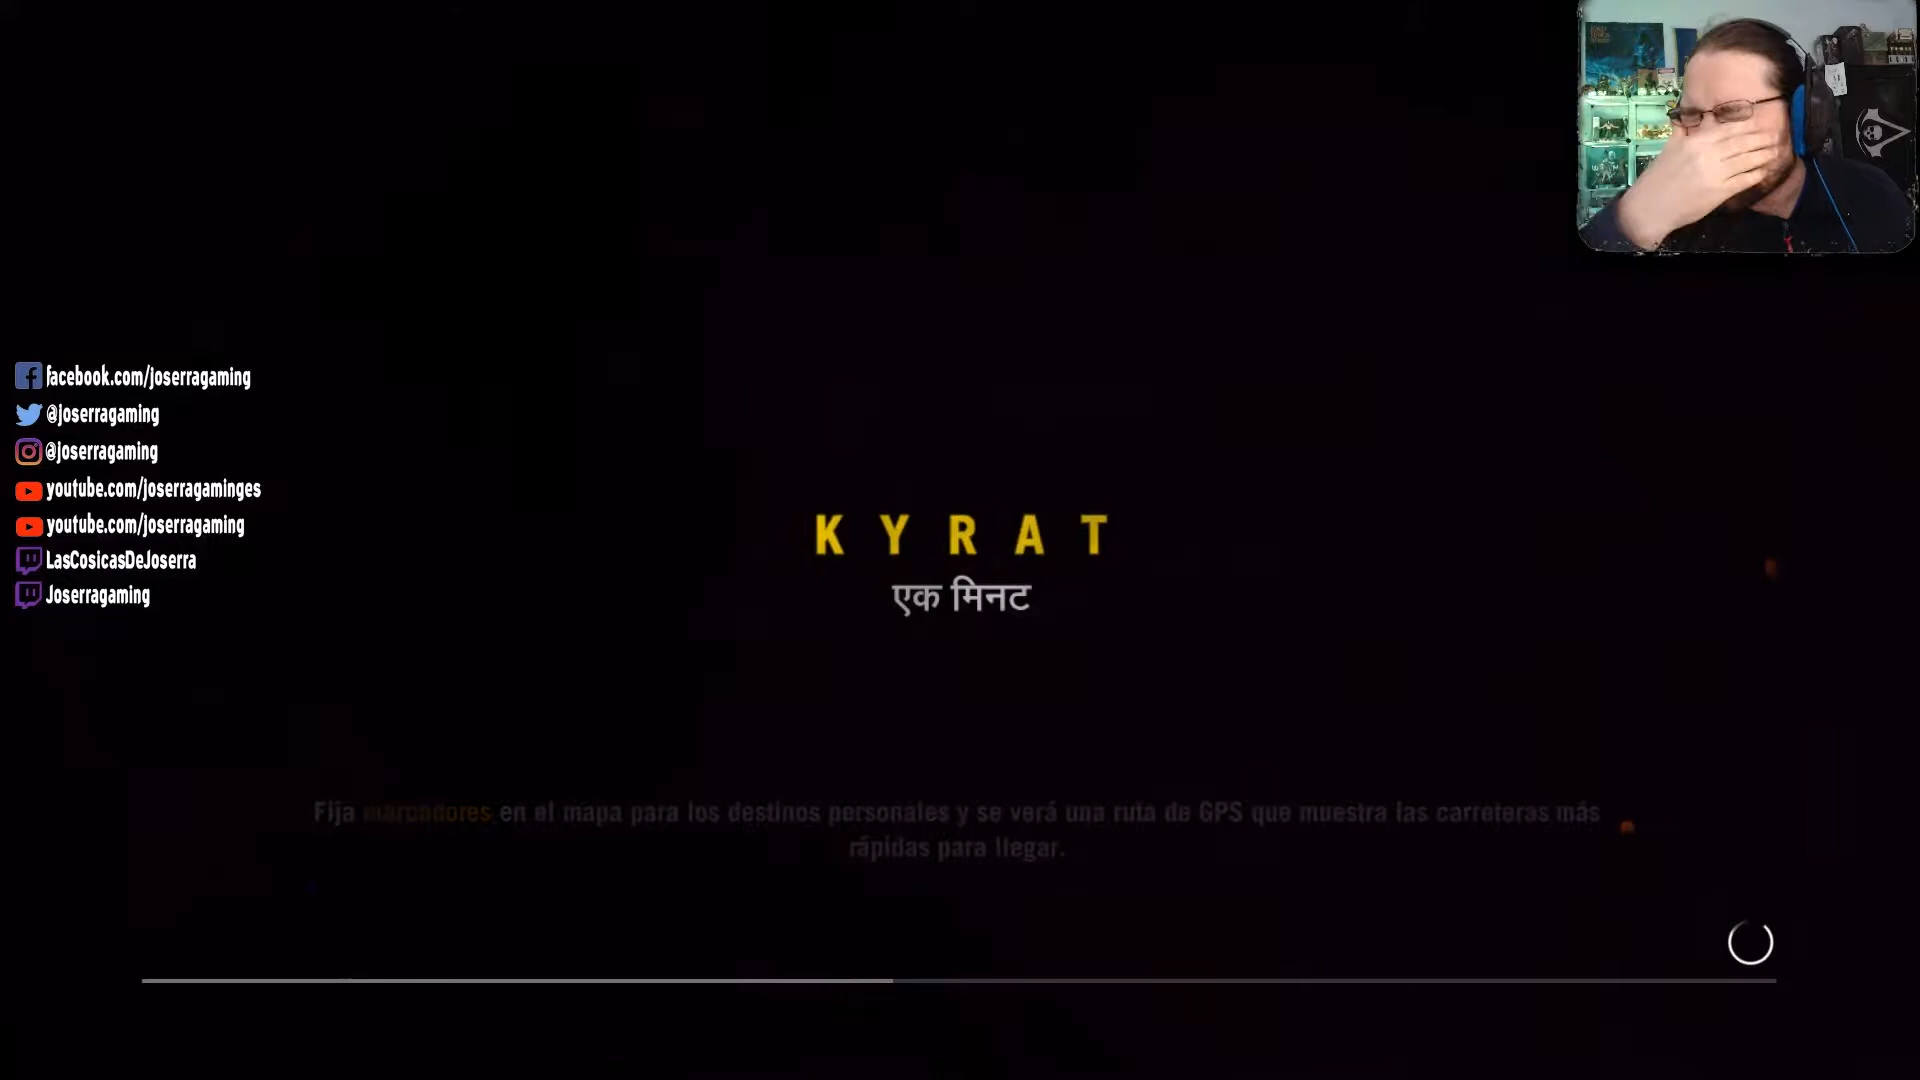 facebook.com/joserragaming
@joserragaming
@joserragaming
youtube.com/joserragaminges
youtube.com/joserragaming
LasCosicasDeJoserra
Joserragaming
KYRAT
एक मिनट
Fija marcadores en el mapa para los destinos personales y se verá una ruta de GPS que muestra las carreteras más
rápidas para llegar.